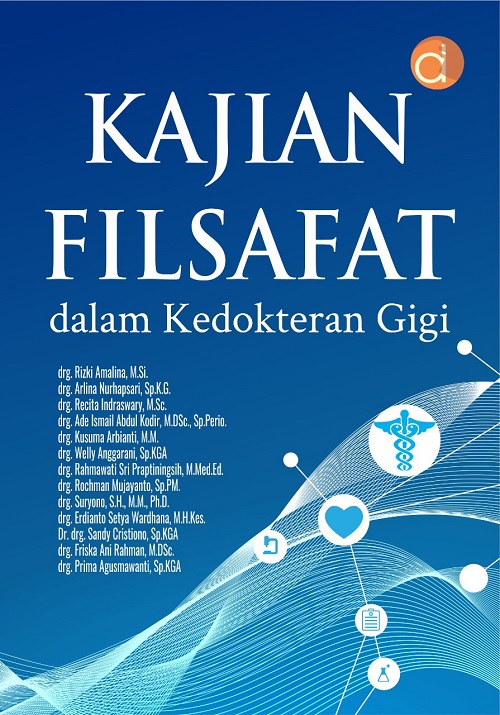 d
KAJIAN
FILSAFAT
dalam Kedokteran Gigi
drg. Rizki Amalina, M.Si.
drg. Arlina Nurhapsari, Sp.K.G.
drg. Recita Indraswary, M.Sc.
drg. Ade Ismail Abdul Kodir, M.DSc., Sp.Perio.
drg. Kusuma Arbianti, M.M.
drg. Welly Anggarani, Sp.KGA
drg. Rahmawati Sri Praptiningsih, M.Med.Ed.
drg. Rochman Mujayanto, Sp.PM.
drg. Suryono, S.H., M.M., Ph.D.
drg. Erdianto Setya Wardhana, M.H.Kes.
Dr. drg. Sandy Cristiono, Sp.KGA
drg. Friska Ani Rahman, M.DSc.
drg. Prima Agusmawanti, Sp.KGA